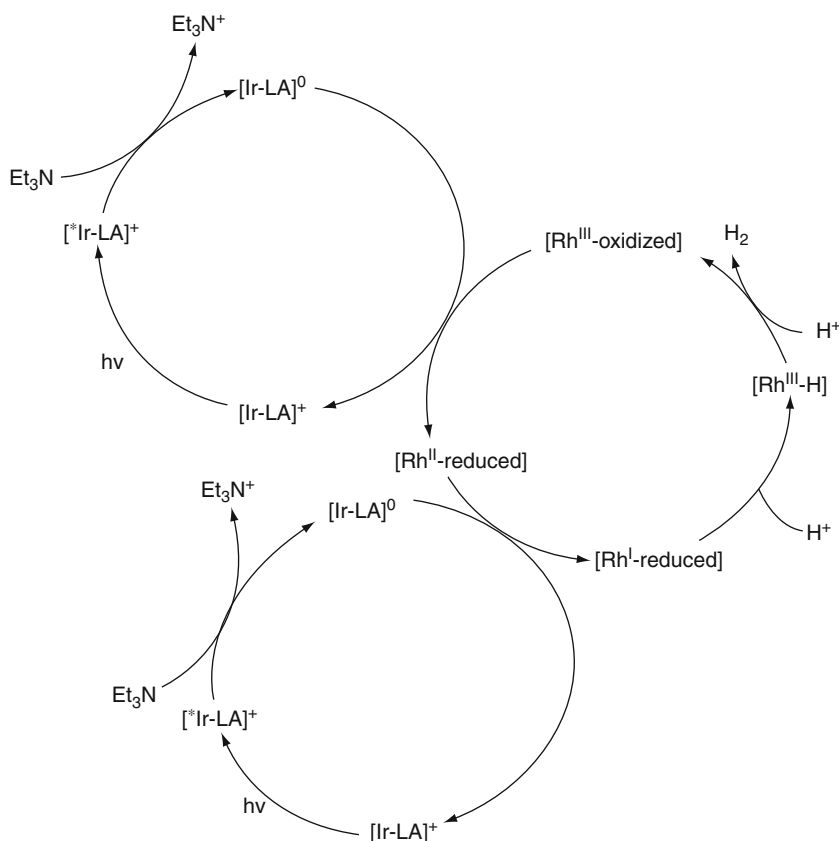 Et₃N⁺
[Ir-LA]⁰
Et₃N
[*Ir-LA]⁺
[Rhᴵᴵᴵ-oxidized]
H₂
H⁺
hν
[Rhᴵᴵᴵ-H]
[Ir-LA]⁺
[Rhᴵᴵ-reduced]
Et₃N⁺
[Ir-LA]⁰
H⁺
[Rhᴵ-reduced]
Et₃N
[*Ir-LA]⁺
hν
[Ir-LA]⁺